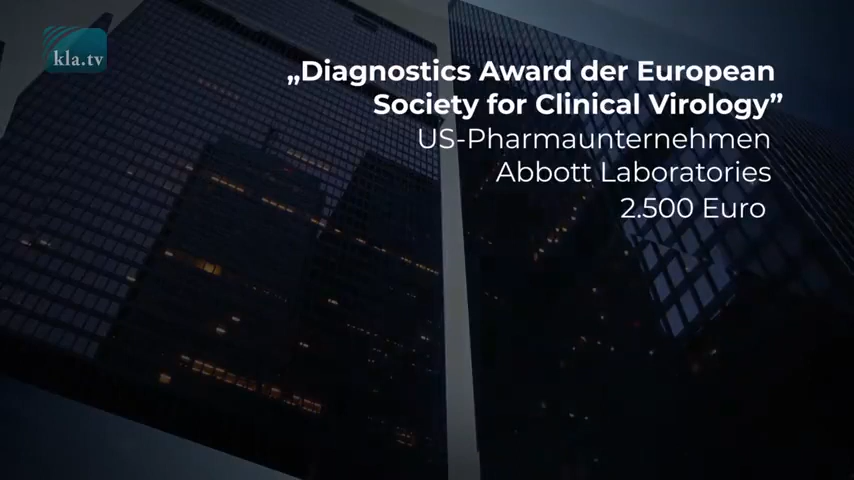 kla.tv
„Diagnostics Award der European
Society for Clinical Virology”
US-Pharmaunternehmen
Abbott Laboratories
2.500 Euro